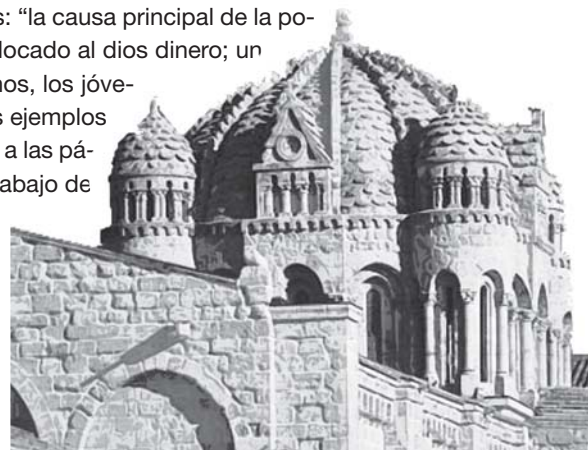 s: “la causa principal de la po-
locado al dios dinero; un
nos, los jóve-
s ejemplos
a las pá-
abajo de